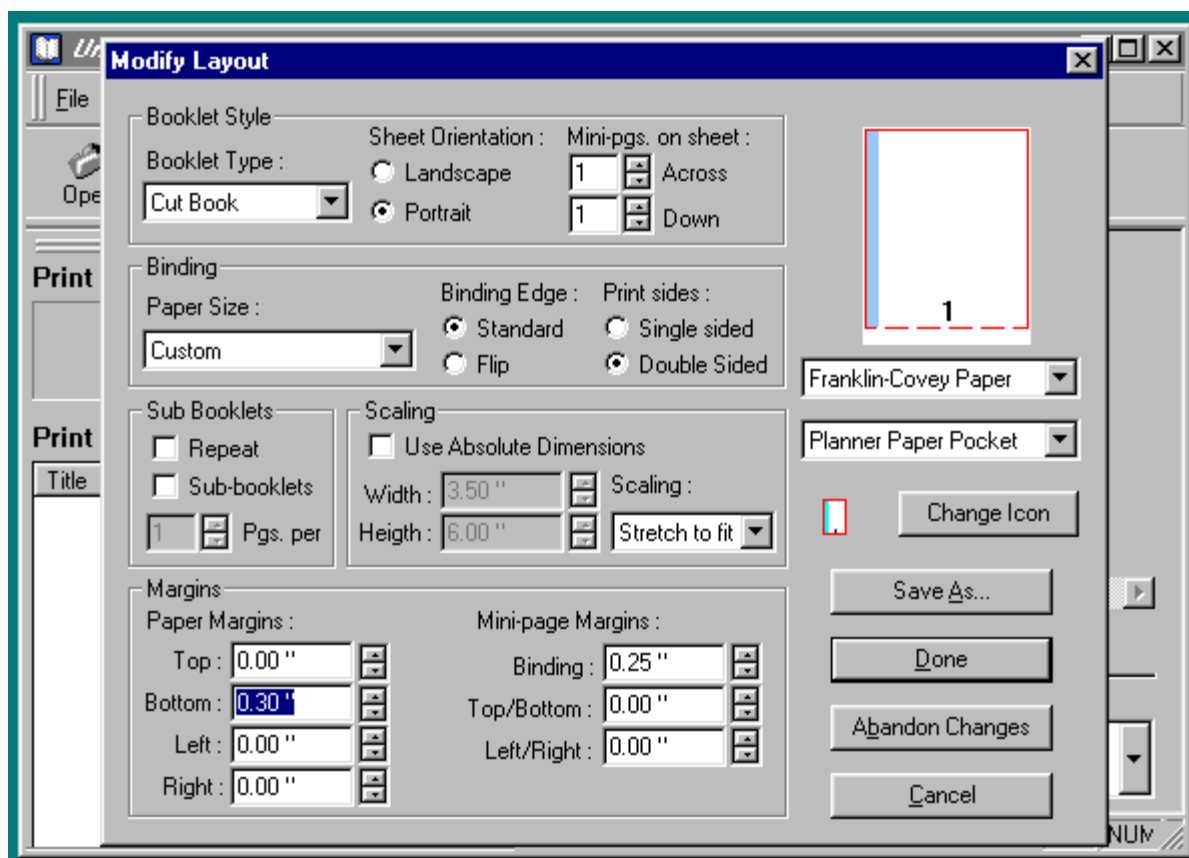 Modify Layout
File
Open
Booklet Style
Booklet Type :
Cut Book
Sheet Orientation :
Landscape
Portrait
Mini-pgs. on sheet :
1 Across
1 Down
Print
Binding
Paper Size :
Custom
Binding Edge :
Standard
Flip
Print sides :
Single sided
Double Sided
1
Franklin-Covey Paper
Planner Paper Pocket
Change Icon
Print
Title
Sub Booklets
Repeat
Sub-booklets
1 Pgs. per
Scaling
Use Absolute Dimensions
Width : 3.50 "
Heigth : 6.00 "
Scaling :
Stretch to fit
Margins
Paper Margins :
Top : 0.00 "
Bottom : 0.30 "
Left : 0.00 "
Right : 0.00 "
Mini-page Margins :
Binding : 0.25 "
Top/Bottom : 0.00 "
Left/Right : 0.00 "
Save As...
Done
Abandon Changes
Cancel
NUM